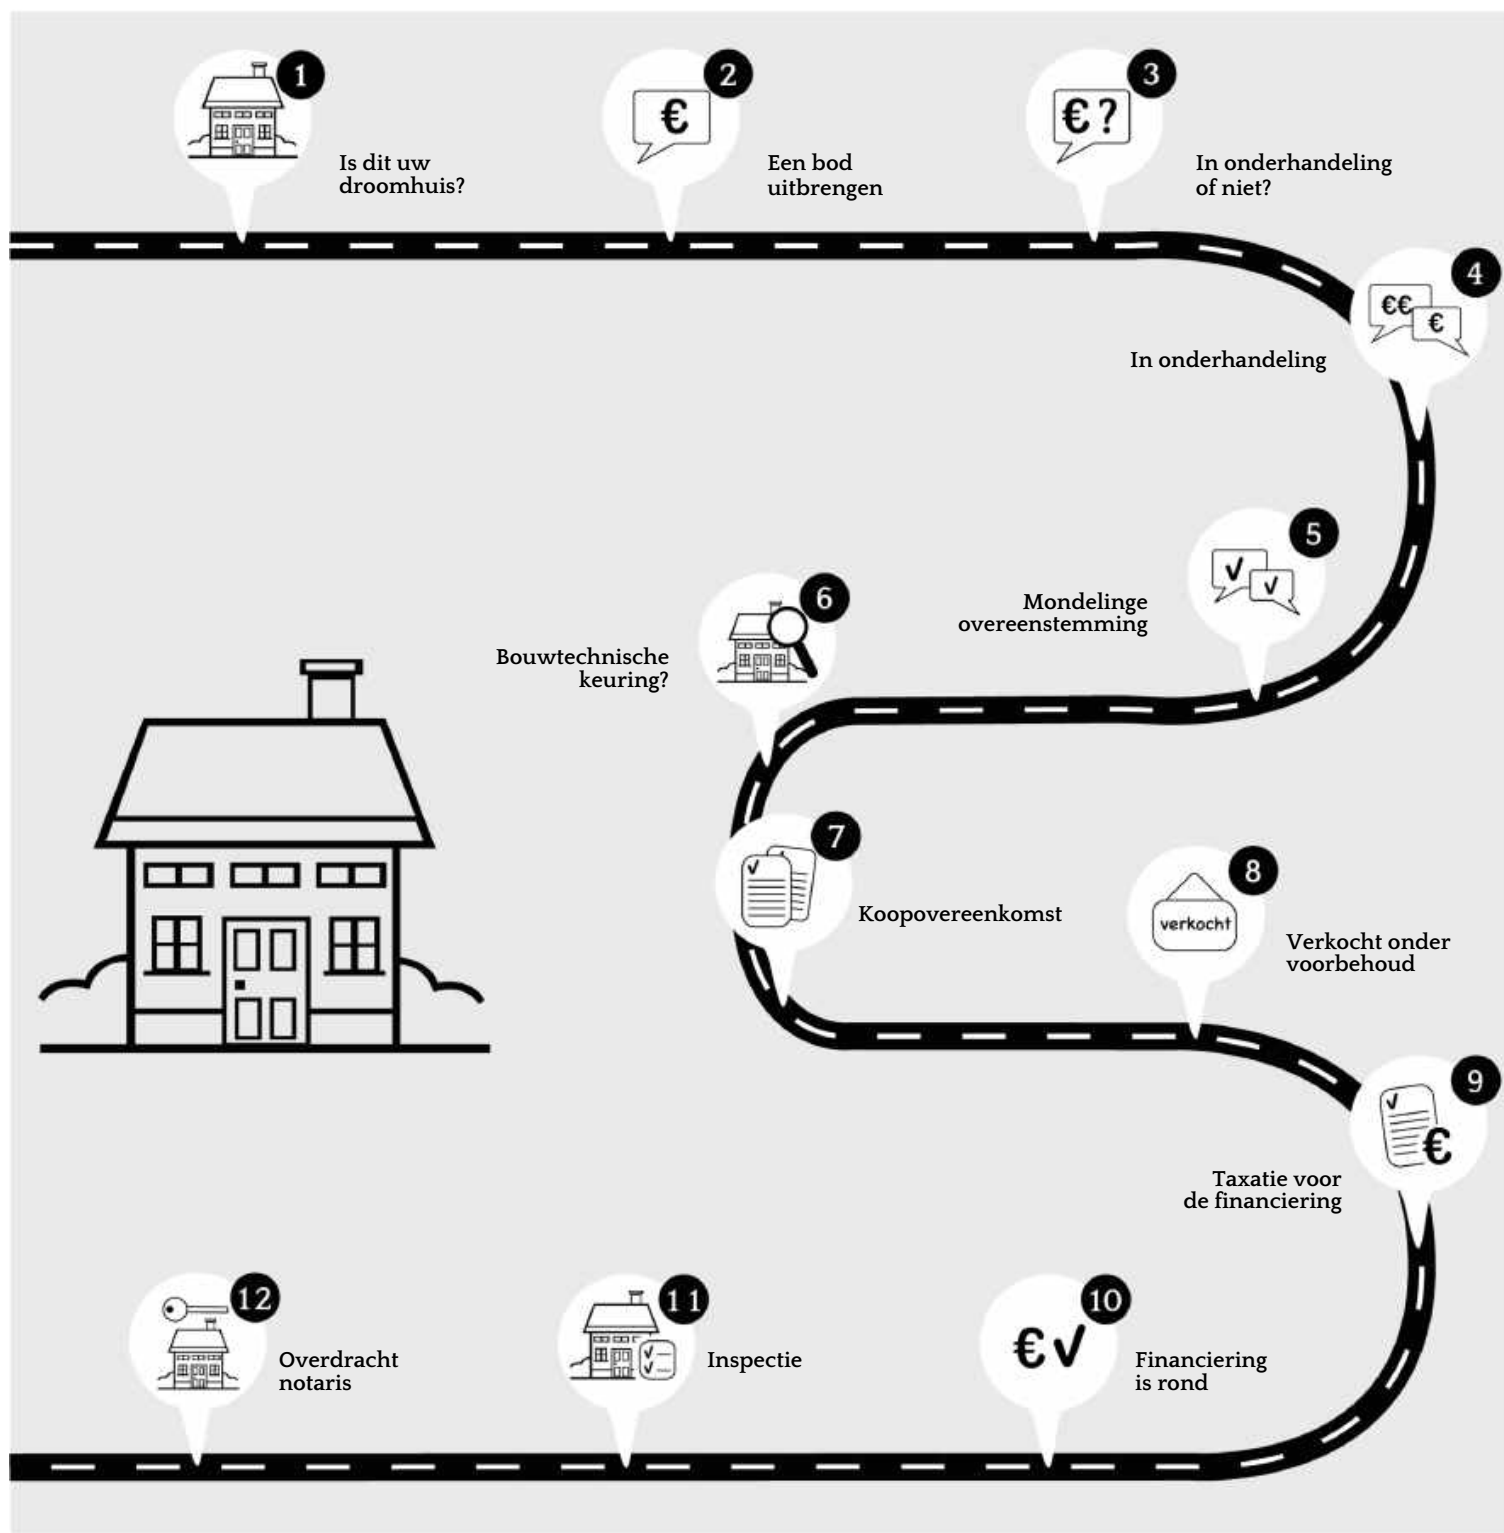 1
Is dit uw
droomhuis?
2
€
Een bod
uitbrengen
3
€ ?
In onderhandeling
of niet?
4
€€
€
In onderhandeling
5
Mondelinge
overeenstemming
6
Bouwtechnische
keuring?
7
Koopovereenkomst
8
verkocht
Verkocht onder
voorbehoud
9
€
Taxatie voor
de financiering
10
€
Financiering
is rond
11
Inspectie
12
Overdracht
notaris